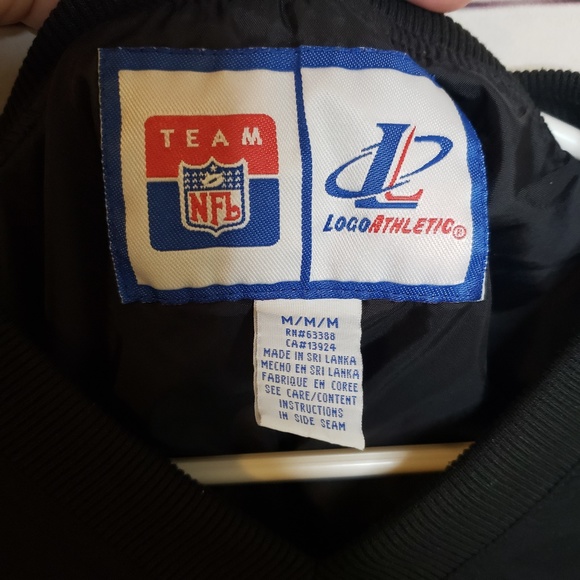 TEAM
NFL
LOGOATHLETIC®
M/M/M
RN#63388
CA#13924
MADE IN SRI LANKA
MECHO EN SRI LANKA
FABRIQUE EN COREE
SEE CARE/CONTENT
INSTRUCTIONS
IN SIDE SEAM